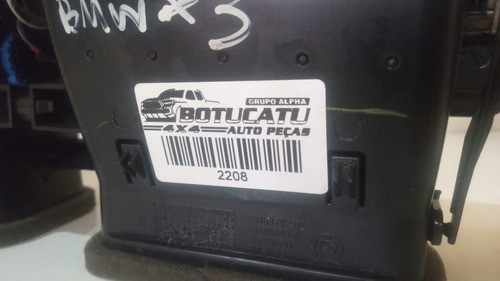 BMW X3
GRUPO ALPHA
BOTUCATU
4X4 AUTO PEÇAS
2208